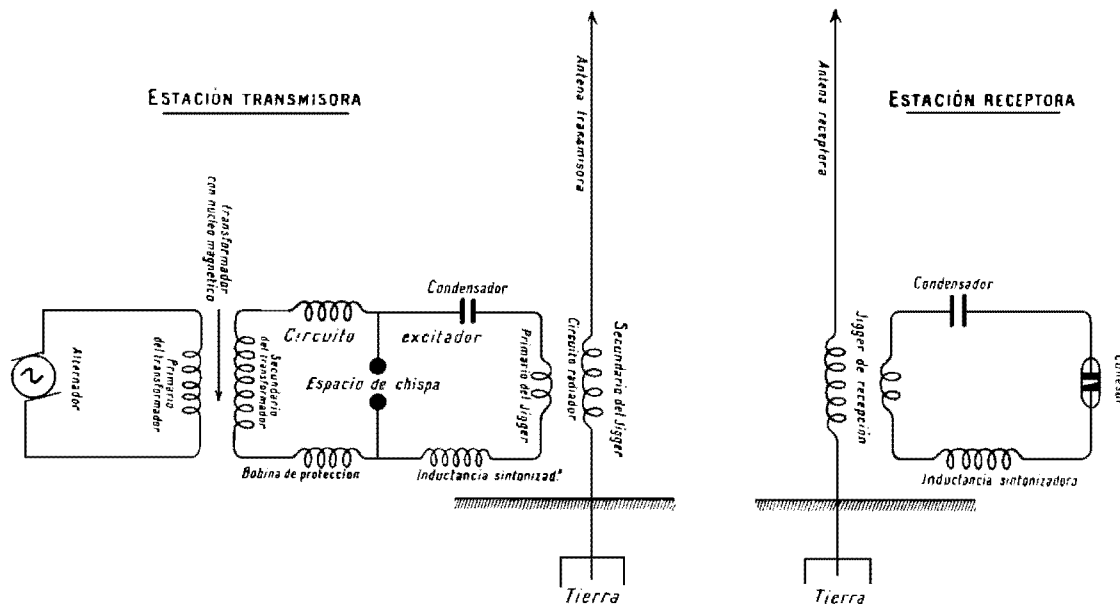 ESTACIÓN TRANSMISORA
Alternador
Primario
del transformador
transformador
con nucleo magnético
Secundario
del transformador
Circuito
excitador
Espacio de chispa
Bobina de proteccion
Condensador
Inductancia sintonizad.ª
Primario del Jigger
Antena transmisora
Circuito radiador
Secundario del Jigger
Tierra
ESTACIÓN RECEPTORA
Antena receptora
Jigger de recepción
Condensador
Inductancia sintonizadora
Tierra